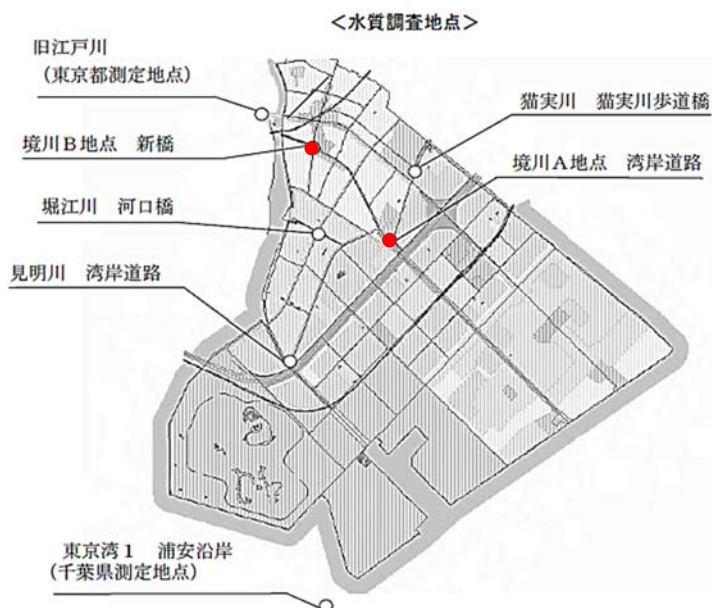 ＜水質調査地点＞
旧江戸川
（東京都測定地点）
猫実川　猫実川歩道橋
境川Ｂ地点　新橋
境川Ａ地点　湾岸道路
堀江川　河口橋
見明川　湾岸道路
東京湾１　浦安沿岸
（千葉県測定地点）